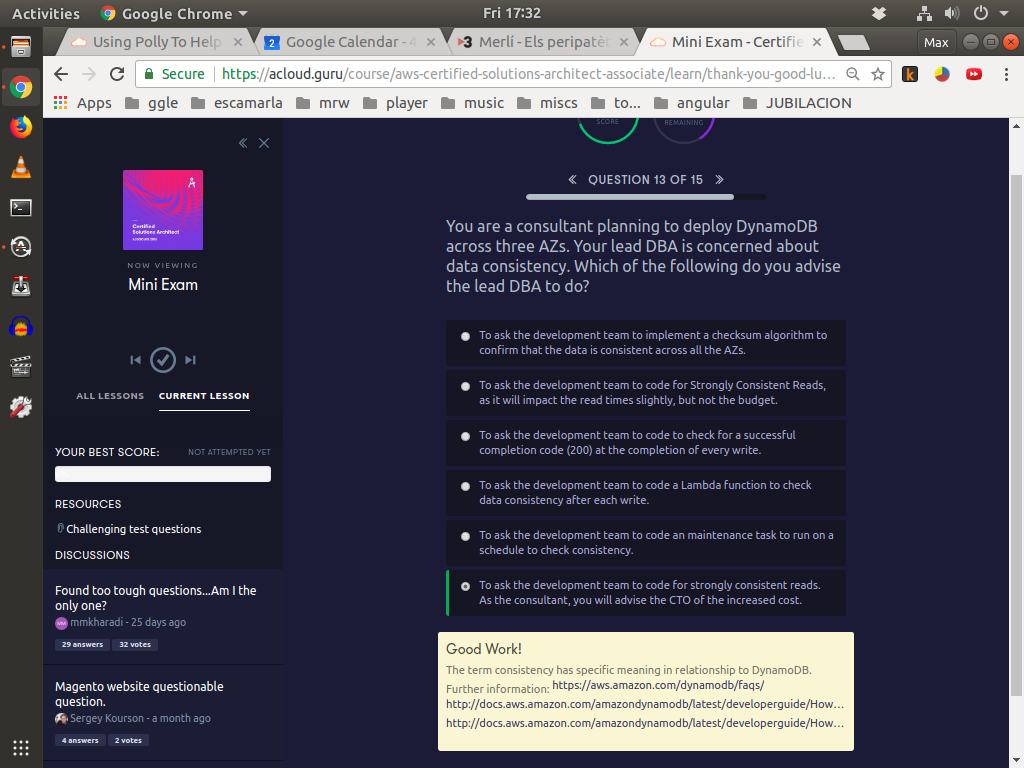 Activities
Google Chrome
Fri 17:32
Using Polly To Help
2
Google Calendar - 4
3
Merlí - Els peripatèt
Mini Exam - Certifie
Max
Secure
https://acloud.guru/course/aws-certified-solutions-architect-associate/learn/thank-you-good-lu…
k
Apps
ggle
escamarla
mrw
player
music
miscs
to...
angular
JUBILACION
SCORE
REMAINING
QUESTION 13 OF 15
You are a consultant planning to deploy DynamoDB
across three AZs. Your lead DBA is concerned about
data consistency. Which of the following do you advise
the lead DBA to do?
To ask the development team to implement a checksum algorithm to
confirm that the data is consistent across all the AZs.
To ask the development team to code for Strongly Consistent Reads,
as it will impact the read times slightly, but not the budget.
To ask the development team to code to check for a successful
completion code (200) at the completion of every write.
To ask the development team to code a Lambda function to check
data consistency after each write.
To ask the development team to code an maintenance task to run on a
schedule to check consistency.
To ask the development team to code for strongly consistent reads.
As the consultant, you will advise the CTO of the increased cost.
Good Work!
The term consistency has specific meaning in relationship to DynamoDB.
Further information: https://aws.amazon.com/dynamodb/faqs/
http://docs.aws.amazon.com/amazondynamodb/latest/developerguide/How…
http://docs.aws.amazon.com/amazondynamodb/latest/developerguide/How…
Certified
Solutions Architect
NOW VIEWING
Mini Exam
ALL LESSONS
CURRENT LESSON
YOUR BEST SCORE:
NOT ATTEMPTED YET
RESOURCES
Challenging test questions
DISCUSSIONS
Found too tough questions...Am I the
only one?
MM
mmkharadi - 25 days ago
29 answers
32 votes
Magento website questionable
question.
Sergey Kourson - a month ago
4 answers
2 votes